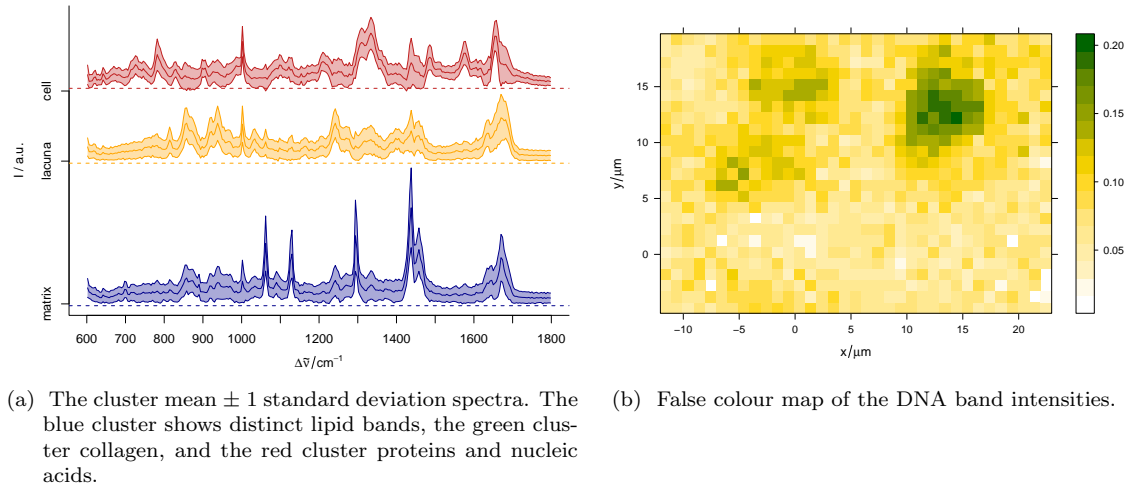 cell
lacuna
matrix
I / a.u.
600 700 800 900 1000 1200 1400 1600 1800
Δν̃/cm⁻¹
15
10
5
0
y/µm
-10 -5 0 5 10 15 20
x/µm
0.20
0.15
0.10
0.05
(a) The cluster mean ± 1 standard deviation spectra. The
blue cluster shows distinct lipid bands, the green clus-
ter collagen, and the red cluster proteins and nucleic
acids.
(b) False colour map of the DNA band intensities.